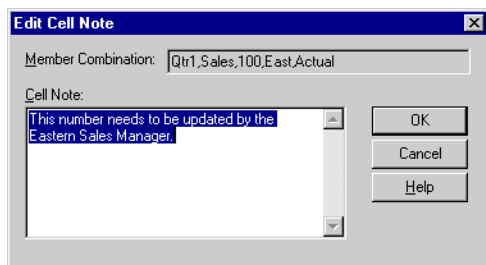 Edit Cell Note
Member Combination: Qtr1,Sales,100,East,Actual
Cell Note:
This number needs to be updated by the
Eastern Sales Manager.
OK
Cancel
Help